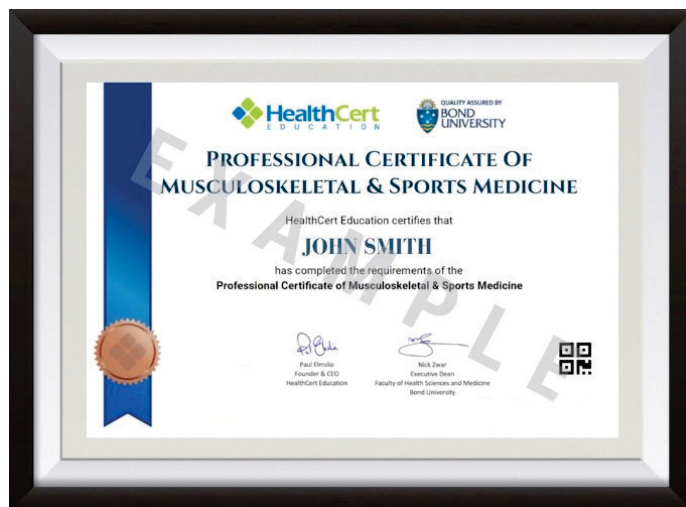 HealthCert
EDUCATION
QUALITY ASSURED BY
BOND
UNIVERSITY
PROFESSIONAL CERTIFICATE OF
MUSCULOSKELETAL & SPORTS MEDICINE
HealthCert Education certifies that
JOHN SMITH
has completed the requirements of the
Professional Certificate of Musculoskeletal & Sports Medicine
EXAMPLE
Paul Elmslie
Founder & CEO
HealthCert Education
Nick Zwar
Executive Dean
Faculty of Health Sciences and Medicine
Bond University